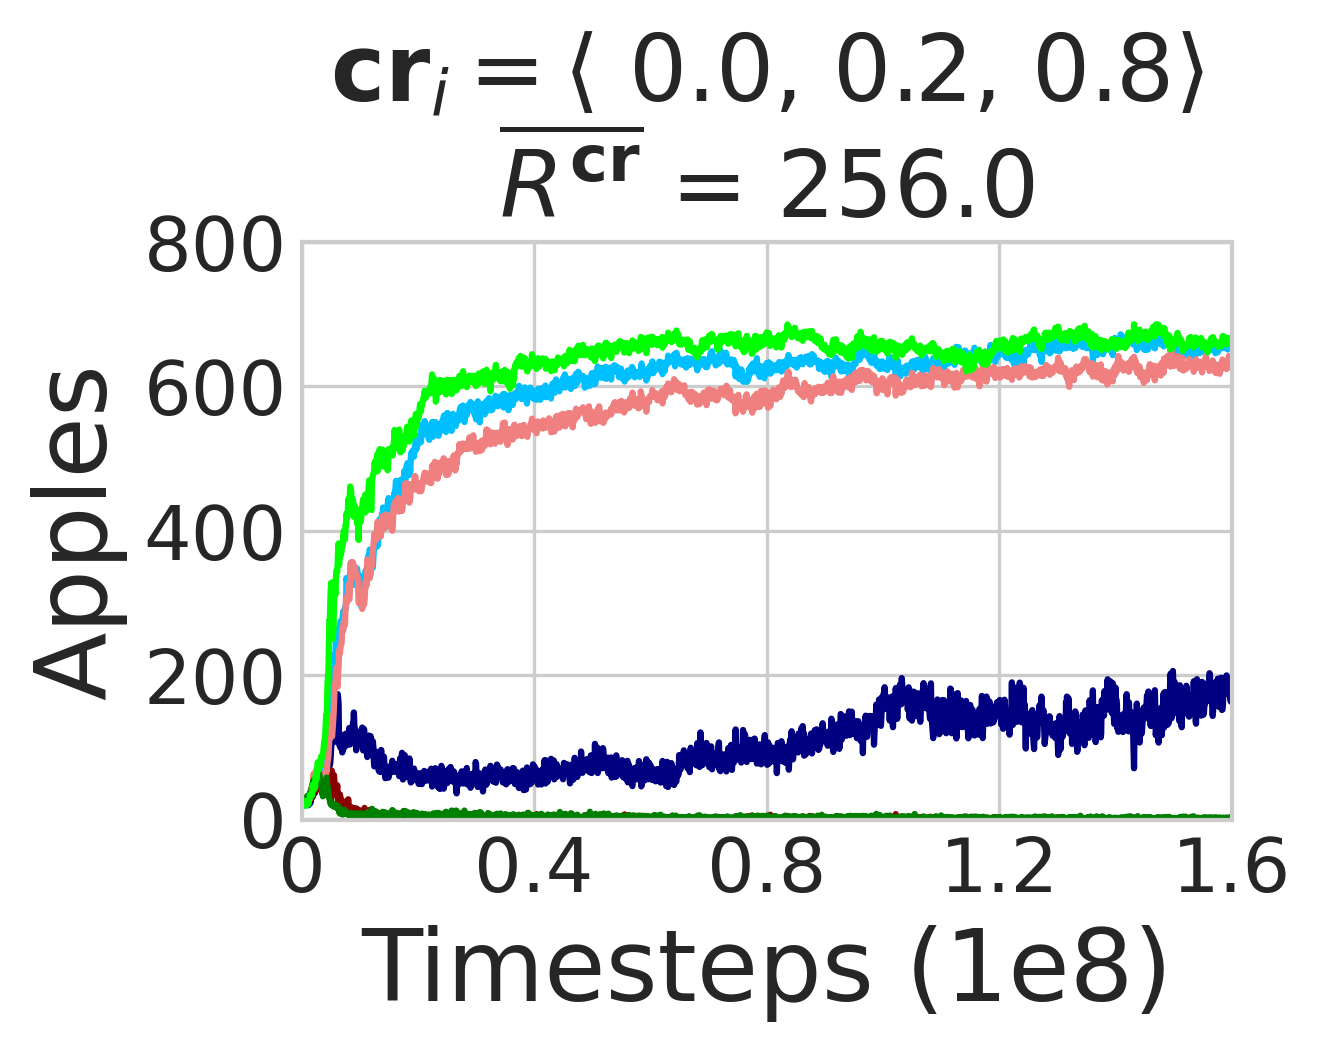 cr_i = ⟨ 0.0, 0.2, 0.8⟩
R^cr = 256.0
800
600
400
200
0
Apples
0 0.4 0.8 1.2 1.6
Timesteps (1e8)